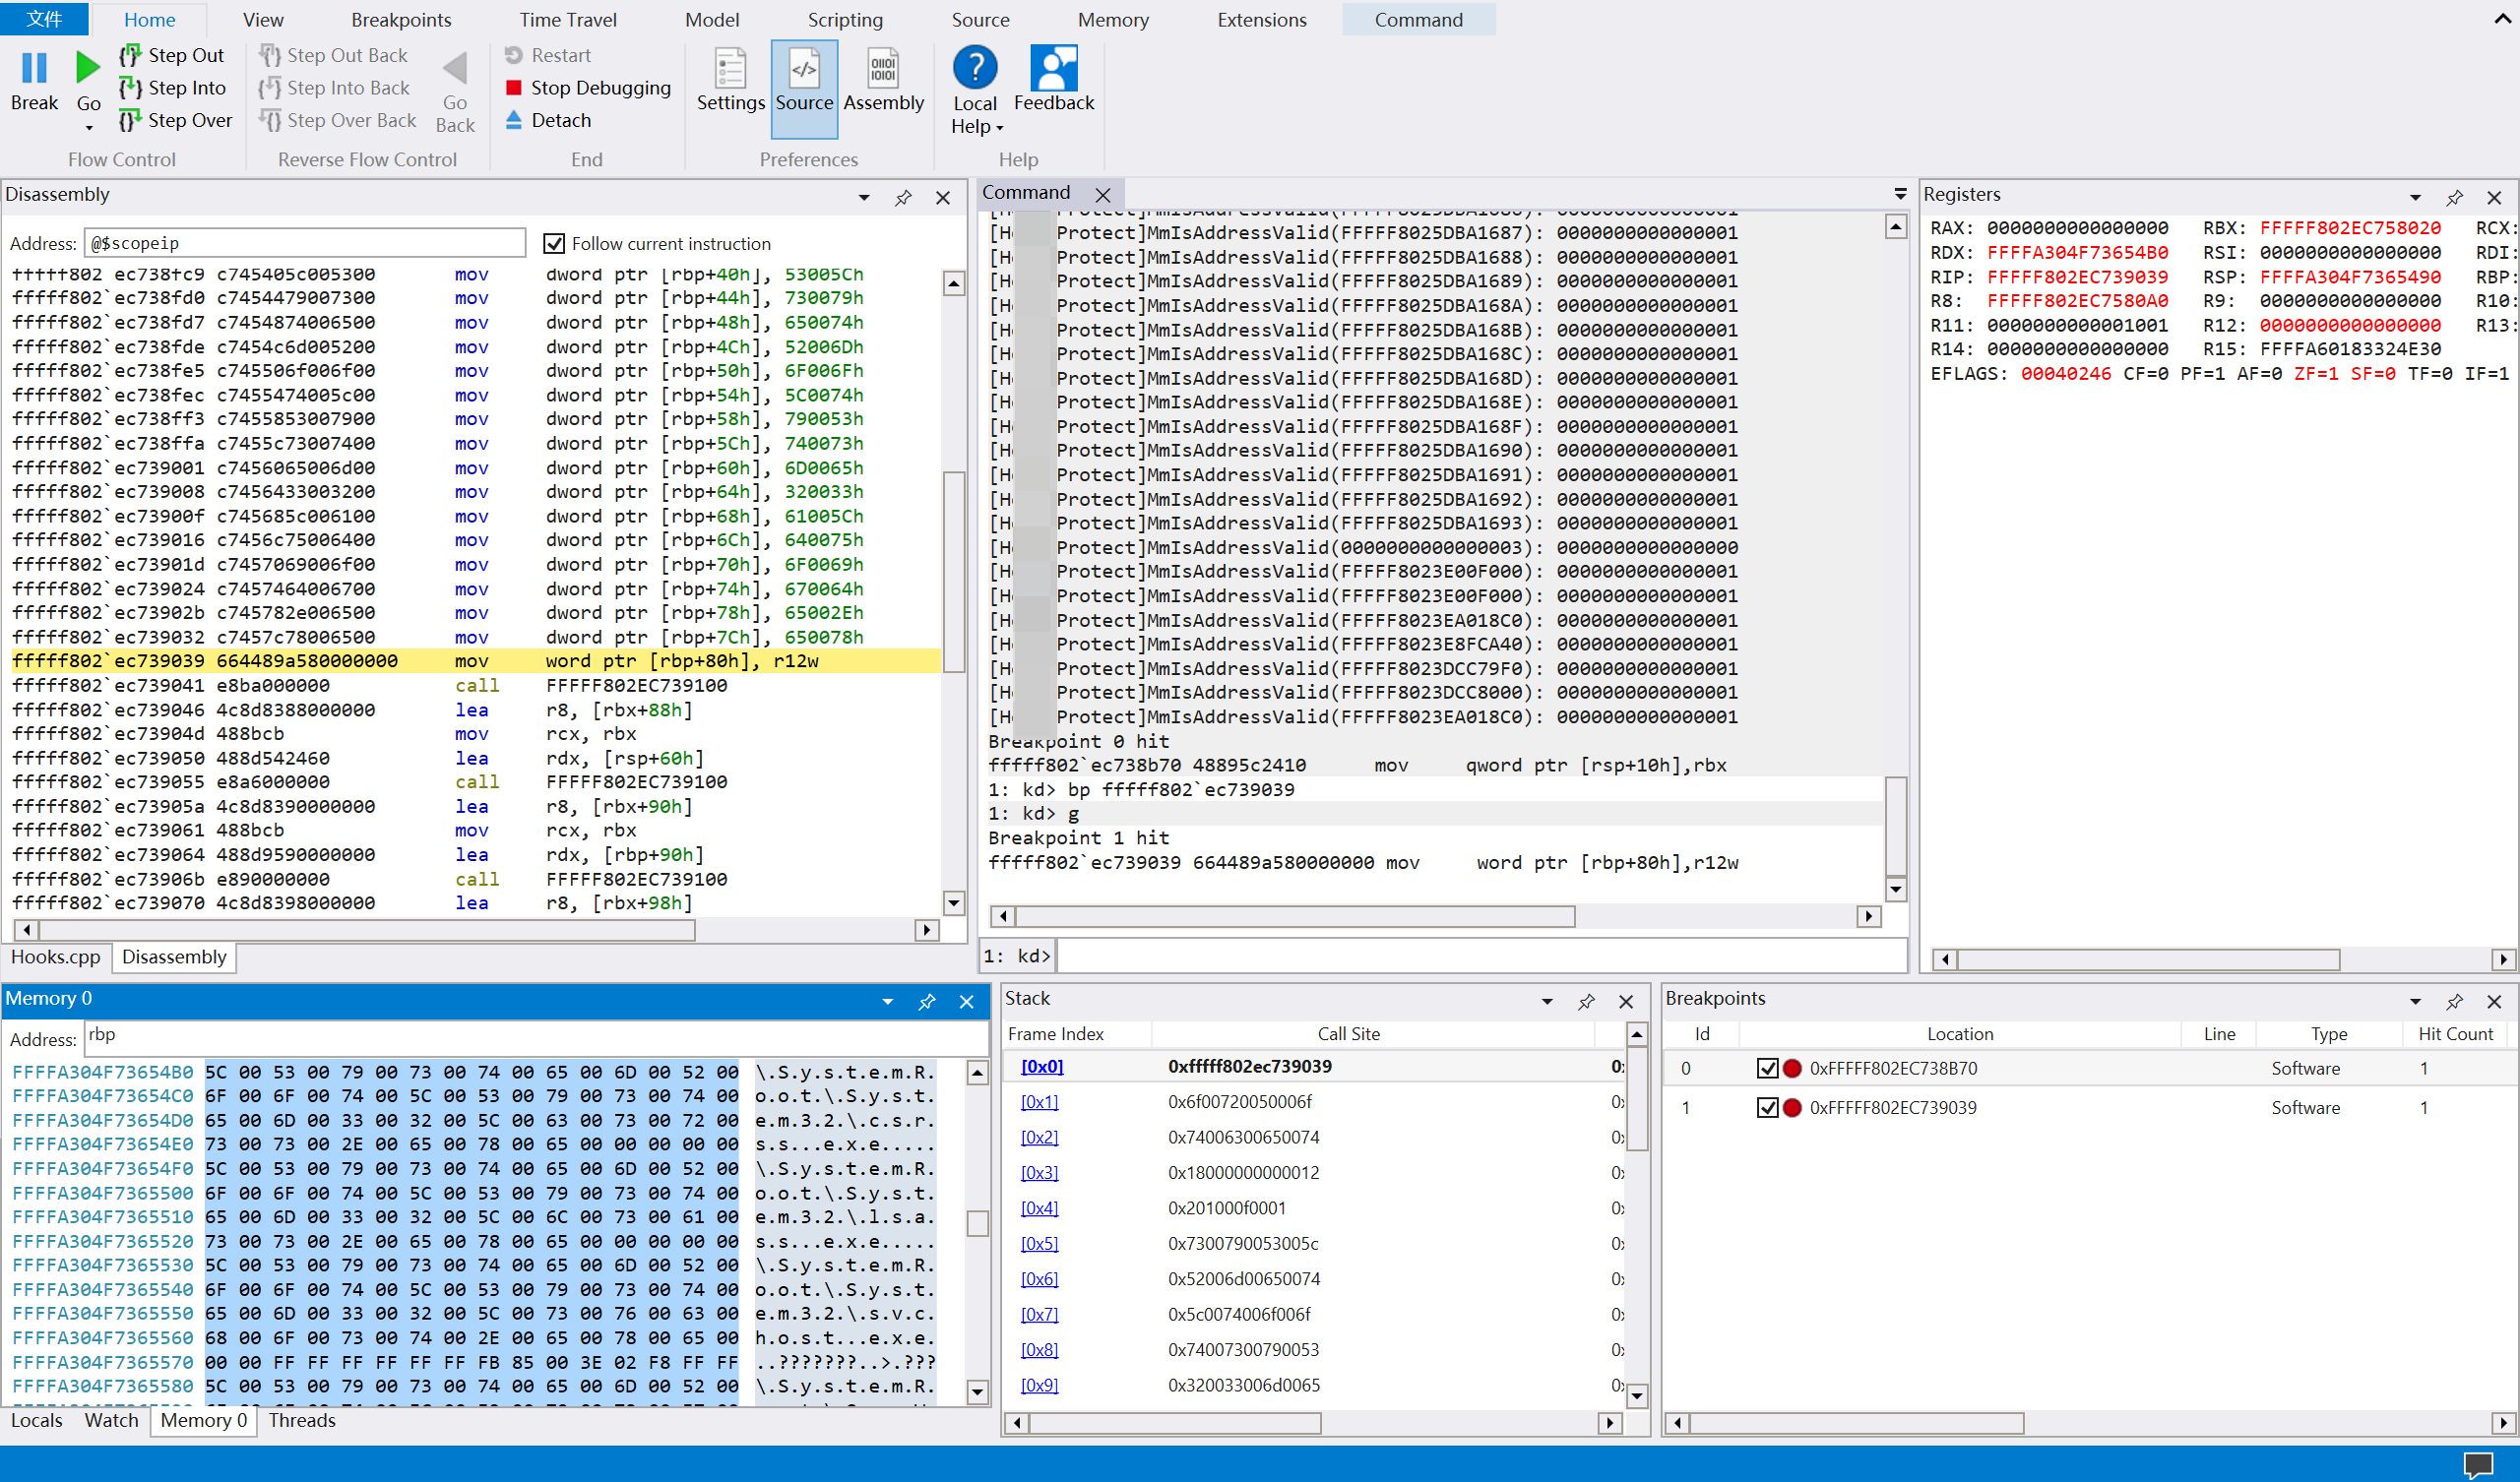 文件 Home View Breakpoints Time Travel Model Scripting Source Memory Extensions Command
Break
Go
Step Out
Step Into
Step Over
Flow Control
Step Out Back
Step Into Back
Step Over Back
Go Back
Reverse Flow Control
Restart
Stop Debugging
Detach
End
Settings
Source
Assembly
Preferences
Local Help
Feedback
Help
Disassembly
Address: @$scopeip Follow current instruction
fffff802`ec738fc9 c745405c005300 mov dword ptr [rbp+40h], 53005Ch
fffff802`ec738fd0 c7454479007300 mov dword ptr [rbp+44h], 730079h
fffff802`ec738fd7 c7454874006500 mov dword ptr [rbp+48h], 650074h
fffff802`ec738fde c7454c6d005200 mov dword ptr [rbp+4Ch], 52006Dh
fffff802`ec738fe5 c745506f006f00 mov dword ptr [rbp+50h], 6F006Fh
fffff802`ec738fec c7455474005c00 mov dword ptr [rbp+54h], 5C0074h
fffff802`ec738ff3 c7455853007900 mov dword ptr [rbp+58h], 790053h
fffff802`ec738ffa c7455c73007400 mov dword ptr [rbp+5Ch], 740073h
fffff802`ec739001 c7456065006d00 mov dword ptr [rbp+60h], 6D0065h
fffff802`ec739008 c7456433003200 mov dword ptr [rbp+64h], 320033h
fffff802`ec73900f c745685c006100 mov dword ptr [rbp+68h], 61005Ch
fffff802`ec739016 c7456c75006400 mov dword ptr [rbp+6Ch], 640075h
fffff802`ec73901d c7457069006f00 mov dword ptr [rbp+70h], 6F0069h
fffff802`ec739024 c7457464006700 mov dword ptr [rbp+74h], 670064h
fffff802`ec73902b c745782e006500 mov dword ptr [rbp+78h], 65002Eh
fffff802`ec739032 c7457c78006500 mov dword ptr [rbp+7Ch], 650078h
fffff802`ec739039 664489a580000000 mov word ptr [rbp+80h], r12w
fffff802`ec739041 e8ba000000 call FFFFF802EC739100
fffff802`ec739046 4c8d8388000000 lea r8, [rbx+88h]
fffff802`ec73904d 488bcb mov rcx, rbx
fffff802`ec739050 488d542460 lea rdx, [rsp+60h]
fffff802`ec739055 e8a6000000 call FFFFF802EC739100
fffff802`ec73905a 4c8d8390000000 lea r8, [rbx+90h]
fffff802`ec739061 488bcb mov rcx, rbx
fffff802`ec739064 488d9590000000 lea rdx, [rbp+90h]
fffff802`ec73906b e890000000 call FFFFF802EC739100
fffff802`ec739070 4c8d8398000000 lea r8, [rbx+98h]
Hooks.cpp Disassembly
Command
[H Protect]MmIsAddressValid(FFFFF8025DBA1686): 0000000000000001
[H Protect]MmIsAddressValid(FFFFF8025DBA1687): 0000000000000001
[H Protect]MmIsAddressValid(FFFFF8025DBA1688): 0000000000000001
[H Protect]MmIsAddressValid(FFFFF8025DBA1689): 0000000000000001
[H Protect]MmIsAddressValid(FFFFF8025DBA168A): 0000000000000001
[H Protect]MmIsAddressValid(FFFFF8025DBA168B): 0000000000000001
[H Protect]MmIsAddressValid(FFFFF8025DBA168C): 0000000000000001
[H Protect]MmIsAddressValid(FFFFF8025DBA168D): 0000000000000001
[H Protect]MmIsAddressValid(FFFFF8025DBA168E): 0000000000000001
[H Protect]MmIsAddressValid(FFFFF8025DBA168F): 0000000000000001
[H Protect]MmIsAddressValid(FFFFF8025DBA1690): 0000000000000001
[H Protect]MmIsAddressValid(FFFFF8025DBA1691): 0000000000000001
[H Protect]MmIsAddressValid(FFFFF8025DBA1692): 0000000000000001
[H Protect]MmIsAddressValid(FFFFF8025DBA1693): 0000000000000001
[H Protect]MmIsAddressValid(0000000000000003): 0000000000000000
[H Protect]MmIsAddressValid(FFFFF8023E00F000): 0000000000000001
[H Protect]MmIsAddressValid(FFFFF8023E00F000): 0000000000000001
[H Protect]MmIsAddressValid(FFFFF8023EA018C0): 0000000000000001
[H Protect]MmIsAddressValid(FFFFF8023E8FCA40): 0000000000000001
[H Protect]MmIsAddressValid(FFFFF8023DCC79F0): 0000000000000001
[H Protect]MmIsAddressValid(FFFFF8023DCC8000): 0000000000000001
[H Protect]MmIsAddressValid(FFFFF8023EA018C0): 0000000000000001
Breakpoint 0 hit
fffff802`ec738b70 48895c2410 mov qword ptr [rsp+10h],rbx
1: kd> bp fffff802`ec739039
1: kd> g
Breakpoint 1 hit
fffff802`ec739039 664489a580000000 mov word ptr [rbp+80h],r12w
1: kd>
Registers
RAX: 0000000000000000 RBX: FFFFF802EC758020 RCX:
RDX: FFFFA304F73654B0 RSI: 0000000000000000 RDI:
RIP: FFFFF802EC739039 RSP: FFFFA304F7365490 RBP:
R8: FFFFF802EC7580A0 R9: 0000000000000000 R10:
R11: 0000000000001001 R12: 0000000000000000 R13:
R14: 0000000000000000 R15: FFFFA60183324E30
EFLAGS: 00040246 CF=0 PF=1 AF=0 ZF=1 SF=0 TF=0 IF=1
Memory 0
Address: rbp
FFFFA304F73654B0 5C 00 53 00 79 00 73 00 74 00 65 00 6D 00 52 00 \.S.y.s.t.e.m.R.
FFFFA304F73654C0 6F 00 6F 00 74 00 5C 00 53 00 79 00 73 00 74 00 o.o.t.\.S.y.s.t.
FFFFA304F73654D0 65 00 6D 00 33 00 32 00 5C 00 63 00 73 00 72 00 e.m.3.2.\.c.s.r.
FFFFA304F73654E0 73 00 73 00 2E 00 65 00 78 00 65 00 00 00 00 00 s.s...e.x.e.....
FFFFA304F73654F0 5C 00 53 00 79 00 73 00 74 00 65 00 6D 00 52 00 \.S.y.s.t.e.m.R.
FFFFA304F7365500 6F 00 6F 00 74 00 5C 00 53 00 79 00 73 00 74 00 o.o.t.\.S.y.s.t.
FFFFA304F7365510 65 00 6D 00 33 00 32 00 5C 00 6C 00 73 00 61 00 e.m.3.2.\.l.s.a.
FFFFA304F7365520 73 00 73 00 2E 00 65 00 78 00 65 00 00 00 00 00 s.s...e.x.e.....
FFFFA304F7365530 5C 00 53 00 79 00 73 00 74 00 65 00 6D 00 52 00 \.S.y.s.t.e.m.R.
FFFFA304F7365540 6F 00 6F 00 74 00 5C 00 53 00 79 00 73 00 74 00 o.o.t.\.S.y.s.t.
FFFFA304F7365550 65 00 6D 00 33 00 32 00 5C 00 73 00 76 00 63 00 e.m.3.2.\.s.v.c.
FFFFA304F7365560 68 00 6F 00 73 00 74 00 2E 00 65 00 78 00 65 00 h.o.s.t...e.x.e.
FFFFA304F7365570 00 00 FF FF FF FF FF FF FB 85 00 3E 02 F8 FF FF ..???????..>.???
FFFFA304F7365580 5C 00 53 00 79 00 73 00 74 00 65 00 6D 00 52 00 \.S.y.s.t.e.m.R.
Locals Watch Memory 0 Threads
Stack
Frame Index Call Site
[0x0] 0xfffff802ec739039 0x
[0x1] 0x6f00720050006f 0x
[0x2] 0x74006300650074 0x
[0x3] 0x18000000000012 0x
[0x4] 0x201000f0001 0x
[0x5] 0x7300790053005c 0x
[0x6] 0x52006d00650074 0x
[0x7] 0x5c0074006f006f 0x
[0x8] 0x74007300790053 0x
[0x9] 0x320033006d0065 0x
Breakpoints
Id Location Line Type Hit Count
0 0xFFFFF802EC738B70 Software 1
1 0xFFFFF802EC739039 Software 1